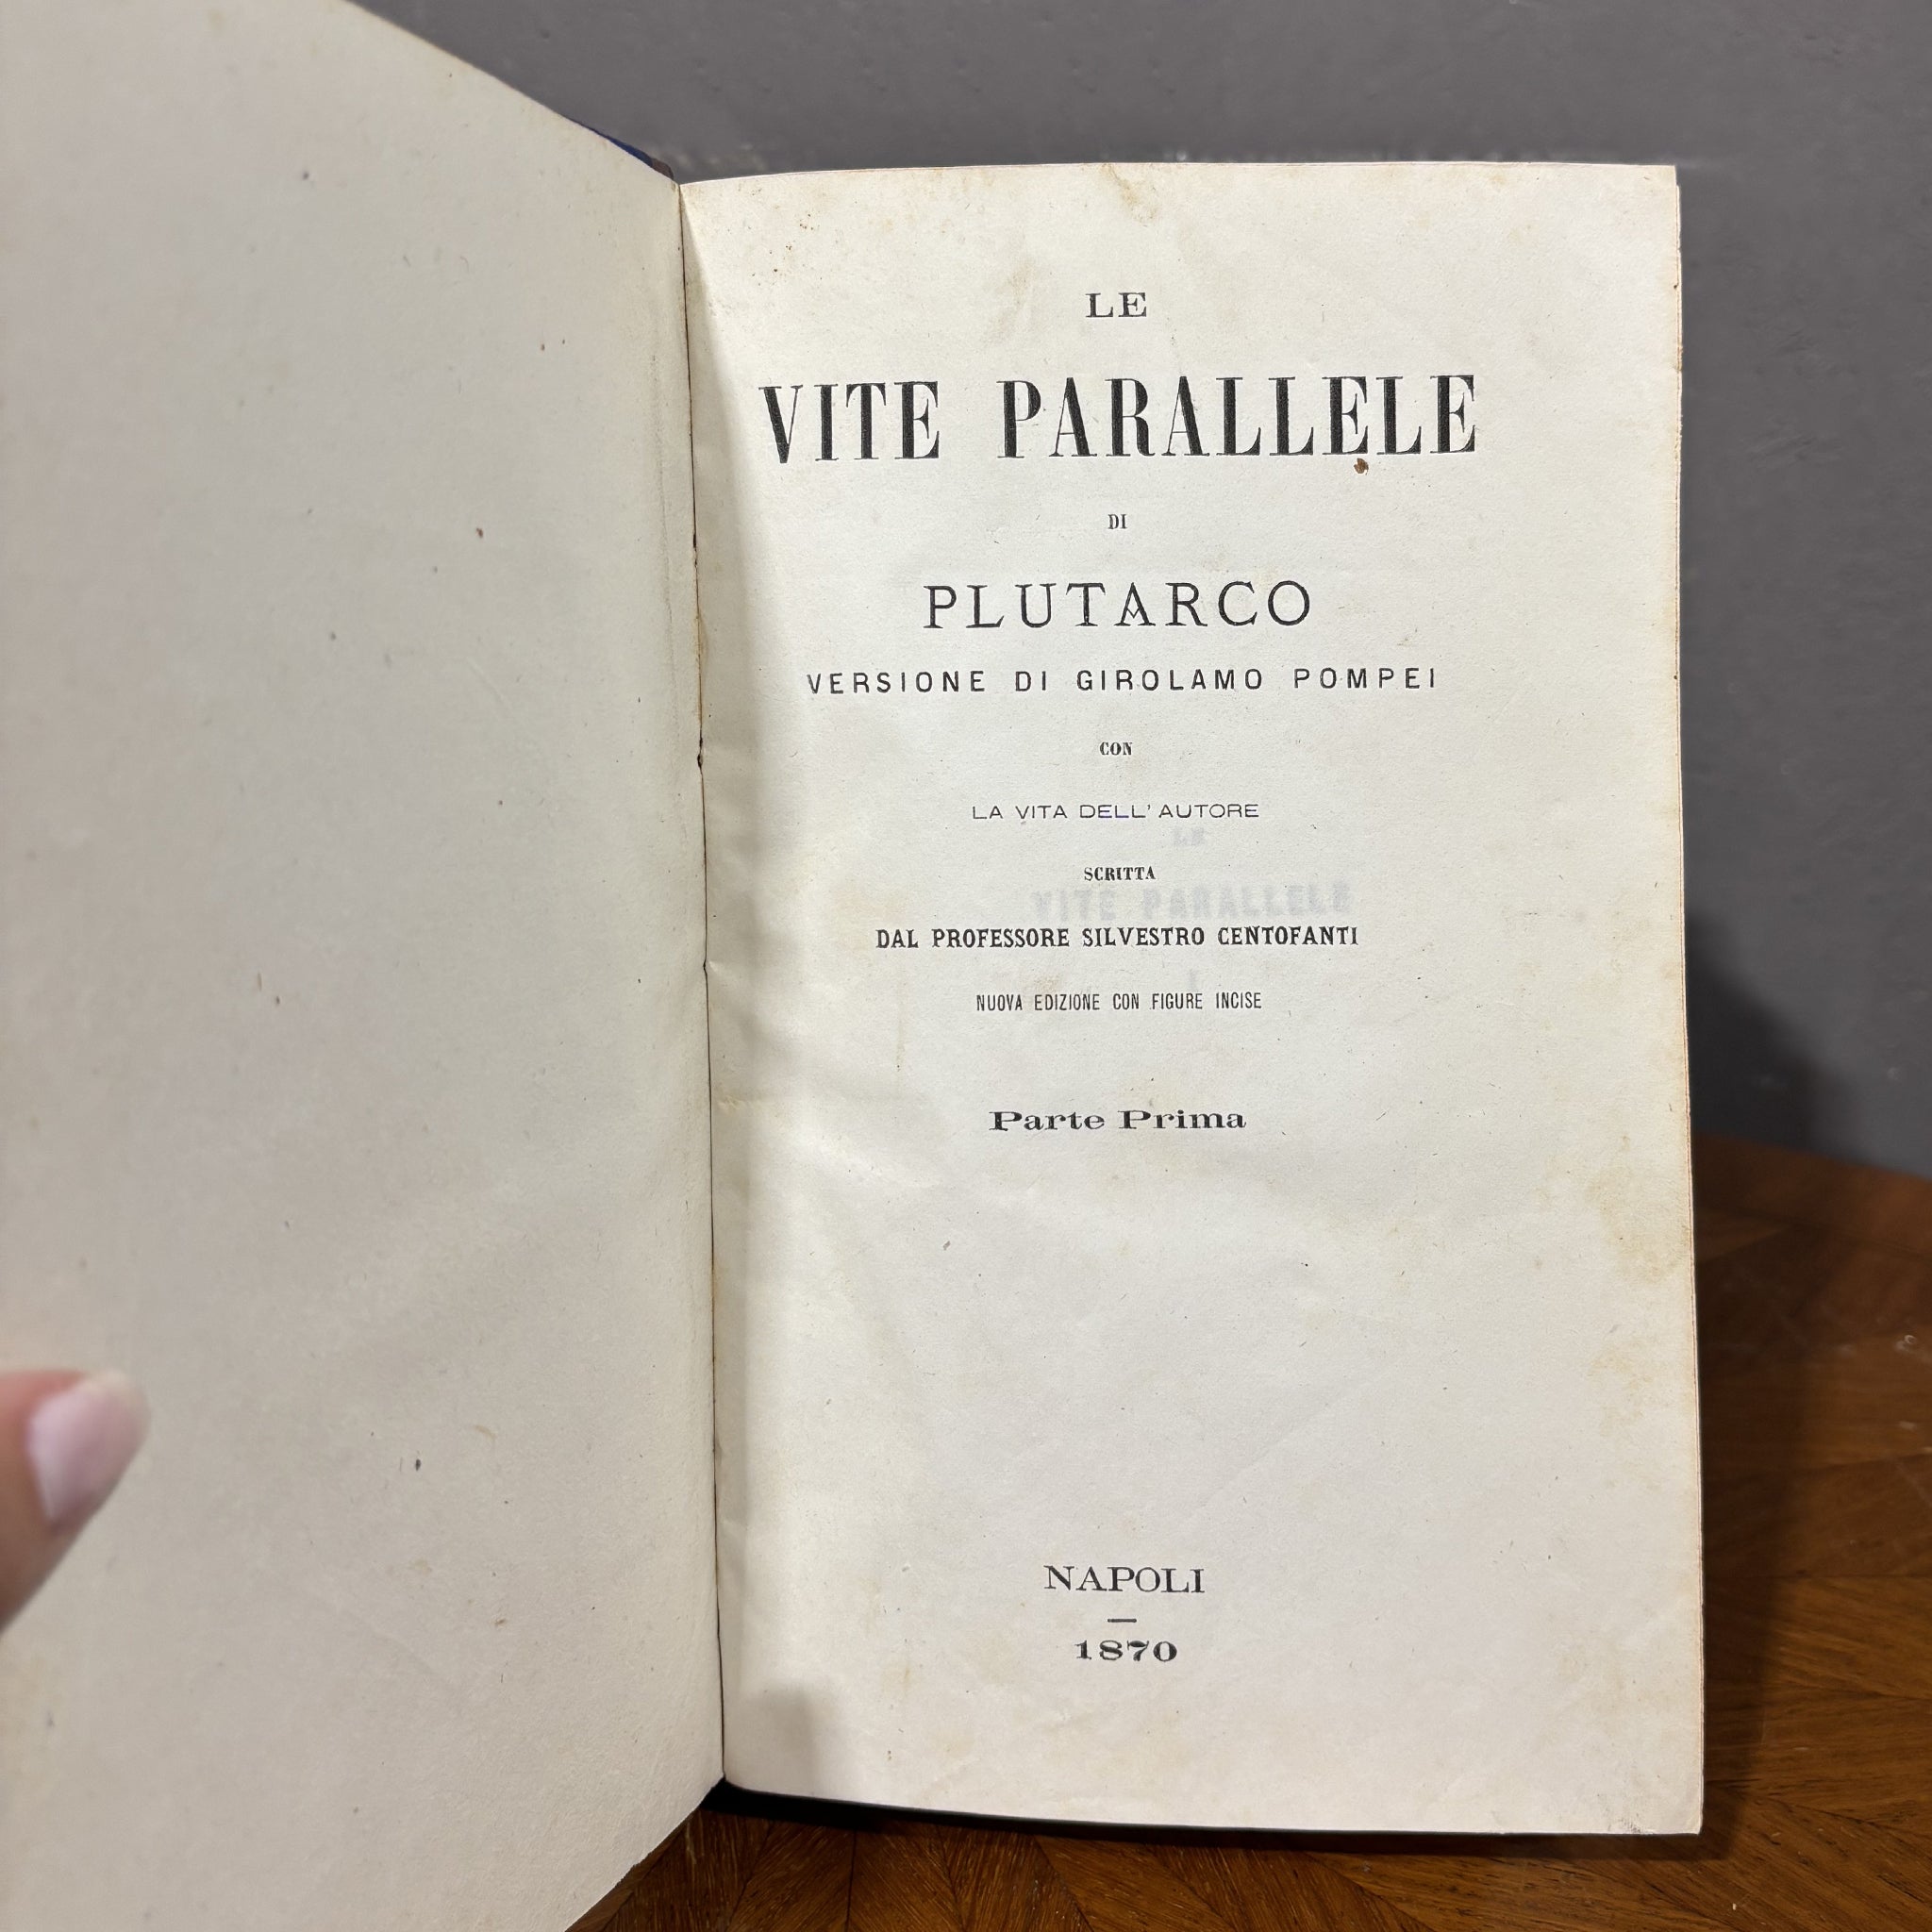 LE
VITE PARALLELE
DI
PLUTARCO
VERSIONE DI GIROLAMO POMPEI
CON
LA VITA DELL' AUTORE
SCRITTA
DAL PROFESSORE SILVESTRO CENTOFANTI
NUOVA EDIZIONE CON FIGURE INCISE
Parte Prima
NAPOLI
1870